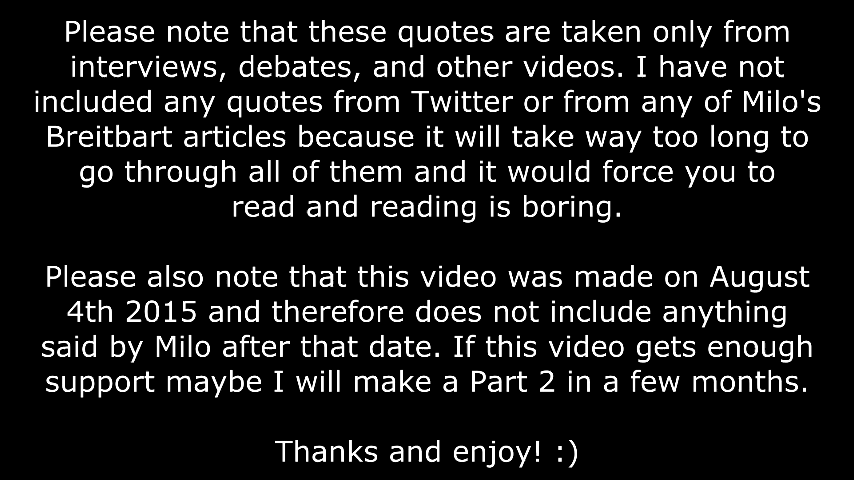 Please note that these quotes are taken only from
interviews, debates, and other videos. I have not
included any quotes from Twitter or from any of Milo's
Breitbart articles because it will take way too long to
go through all of them and it would force you to
read and reading is boring.
Please also note that this video was made on August
4th 2015 and therefore does not include anything
said by Milo after that date. If this video gets enough
support maybe I will make a Part 2 in a few months.
Thanks and enjoy! :)